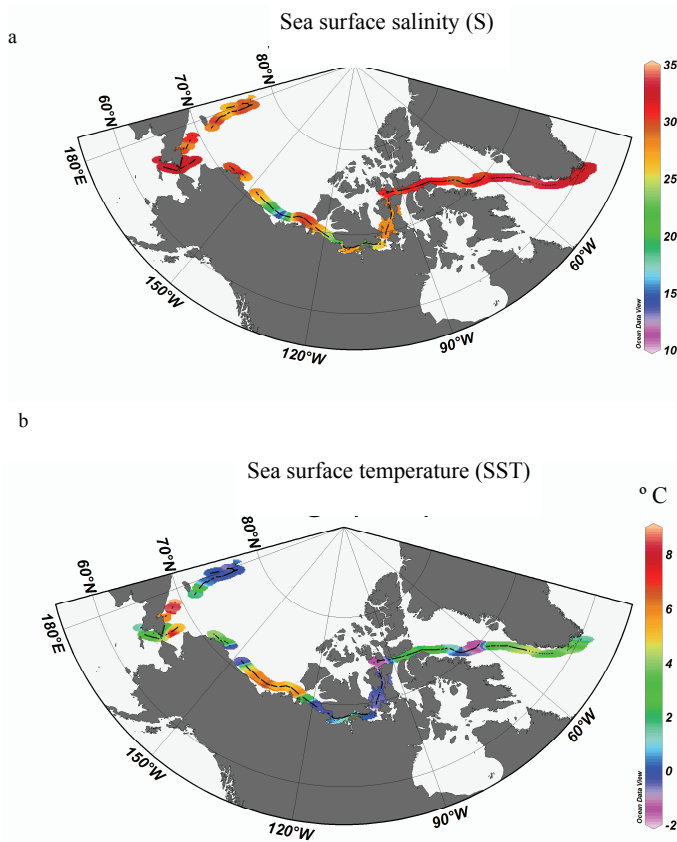 Sea surface salinity (S)
a
80°N
70°N
60°N
180°E
150°W
120°W
90°W
60°W
35
30
25
20
15
10
Ocean Data View
b
Sea surface temperature (SST)
º C
80°N
70°N
60°N
180°E
150°W
120°W
90°W
60°W
8
6
4
2
0
-2
Ocean Data View